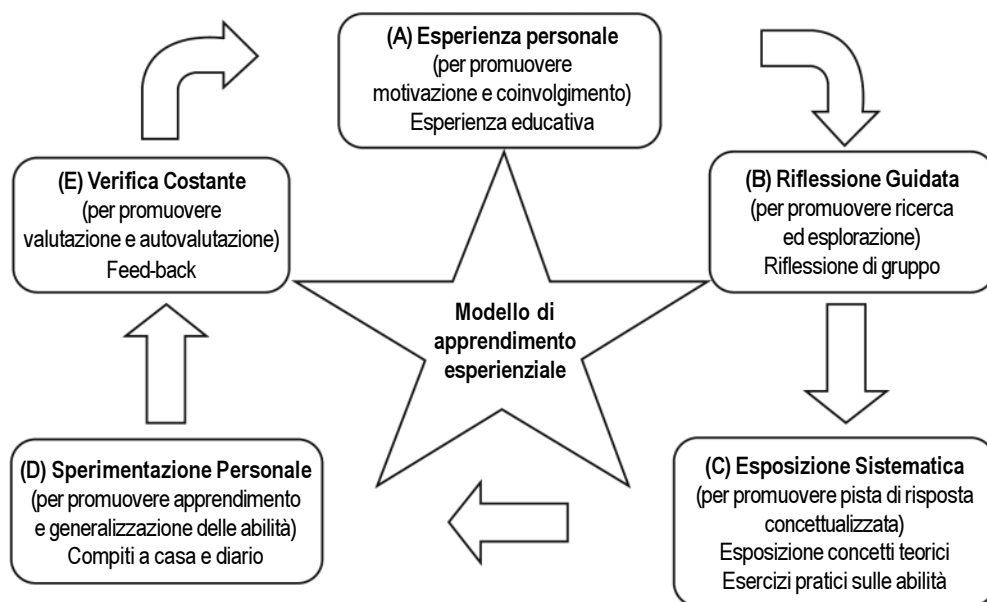 (A) Esperienza personale
(per promuovere
motivazione e coinvolgimento)
Esperienza educativa
(B) Riflessione Guidata
(per promuovere ricerca
ed esplorazione)
Riflessione di gruppo
(C) Esposizione Sistematica
(per promuovere pista di risposta
concettualizzata)
Esposizione concetti teorici
Esercizi pratici sulle abilità
(D) Sperimentazione Personale
(per promuovere apprendimento
e generalizzazione delle abilità)
Compiti a casa e diario
(E) Verifica Costante
(per promuovere
valutazione e autovalutazione)
Feed-back
Modello di
apprendimento
esperienziale